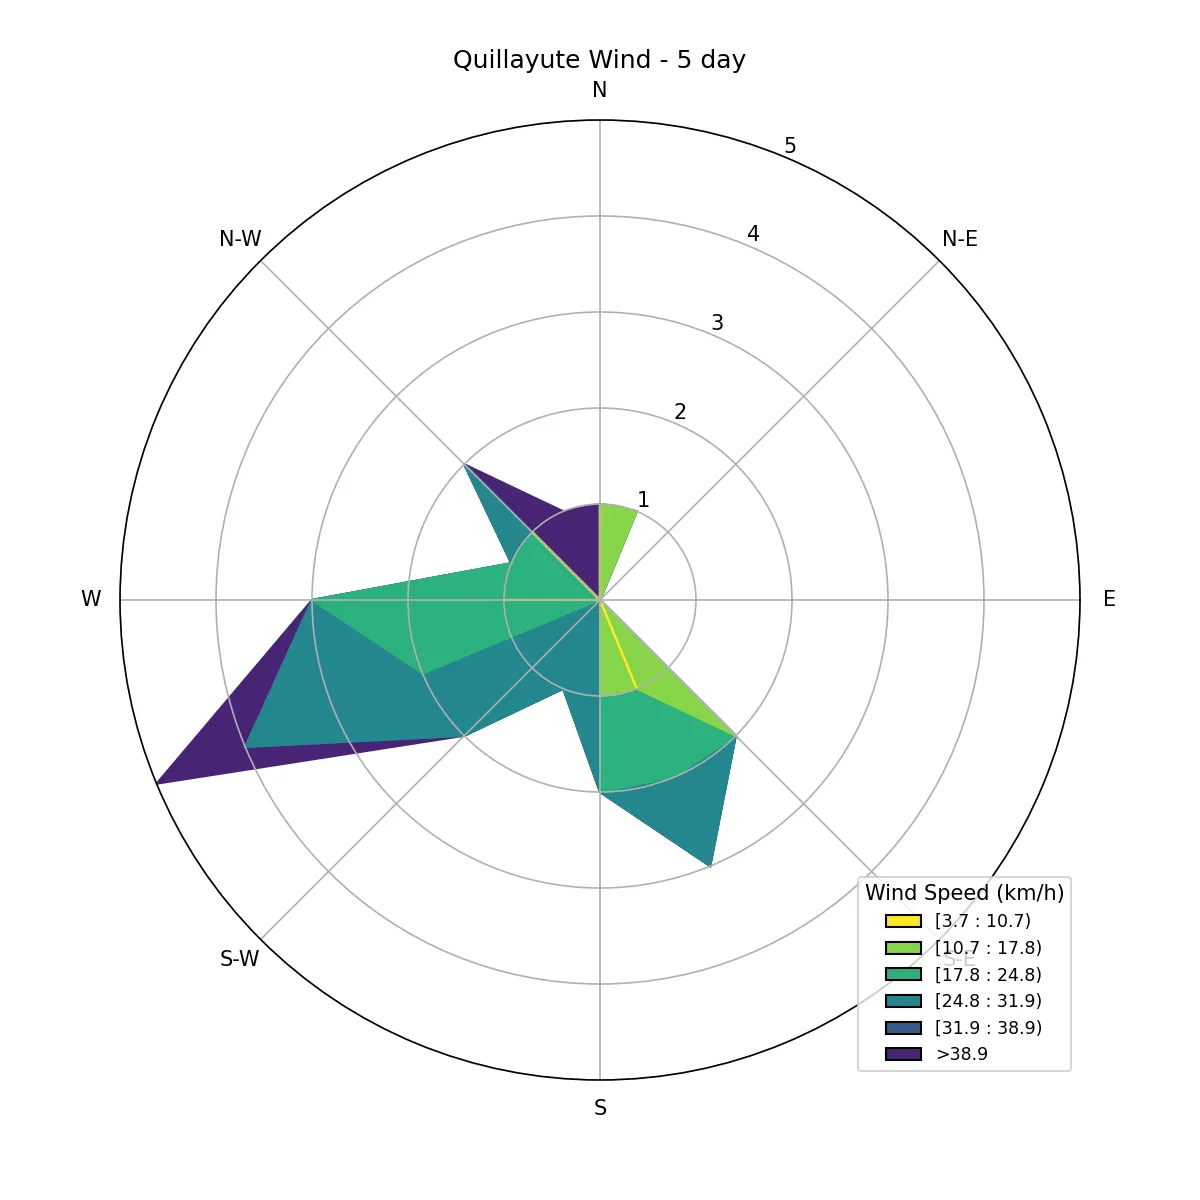 Quillayute Wind - 5 day
N
5
N-W
N-E
4
3
2
1
W
E
S-W
S-E
S
Wind Speed (km/h)
[3.7 : 10.7)
[10.7 : 17.8)
[17.8 : 24.8)
[24.8 : 31.9)
[31.9 : 38.9)
>38.9